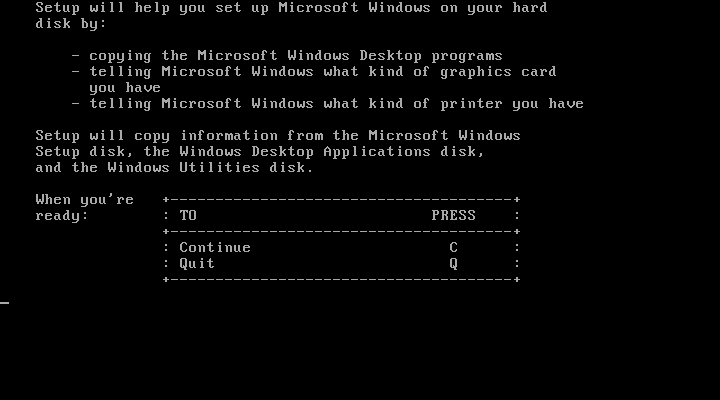 Setup will help you set up Microsoft Windows on your hard
disk by:
- copying the Microsoft Windows Desktop programs
- telling Microsoft Windows what kind of graphics card
you have
- telling Microsoft Windows what kind of printer you have
Setup will copy information from the Microsoft Windows
Setup disk, the Windows Desktop Applications disk,
and the Windows Utilities disk.
When you're +--------------------------------------+
ready: : TO PRESS :
+--------------------------------------+
: Continue C :
: Quit Q :
+--------------------------------------+
_